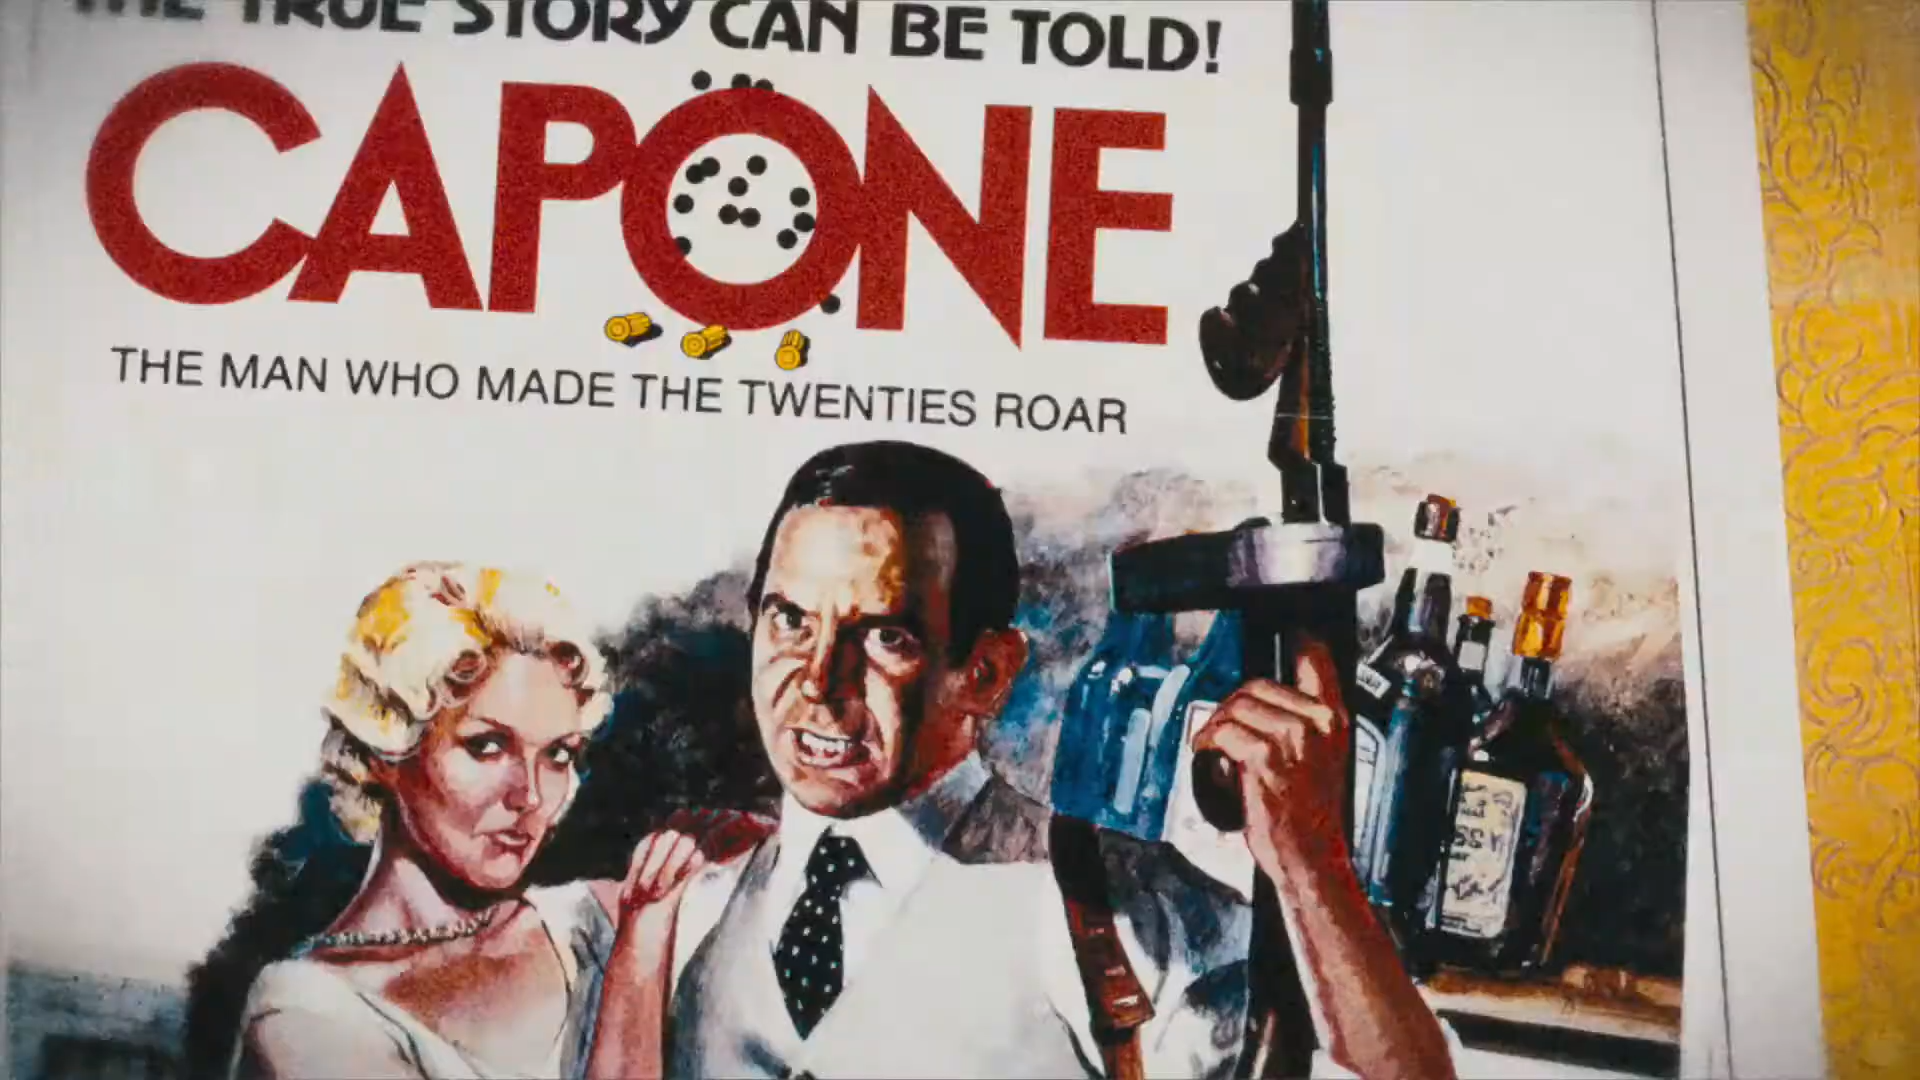 THE TRUE STORY CAN BE TOLD!
CAPONE
THE MAN WHO MADE THE TWENTIES ROAR